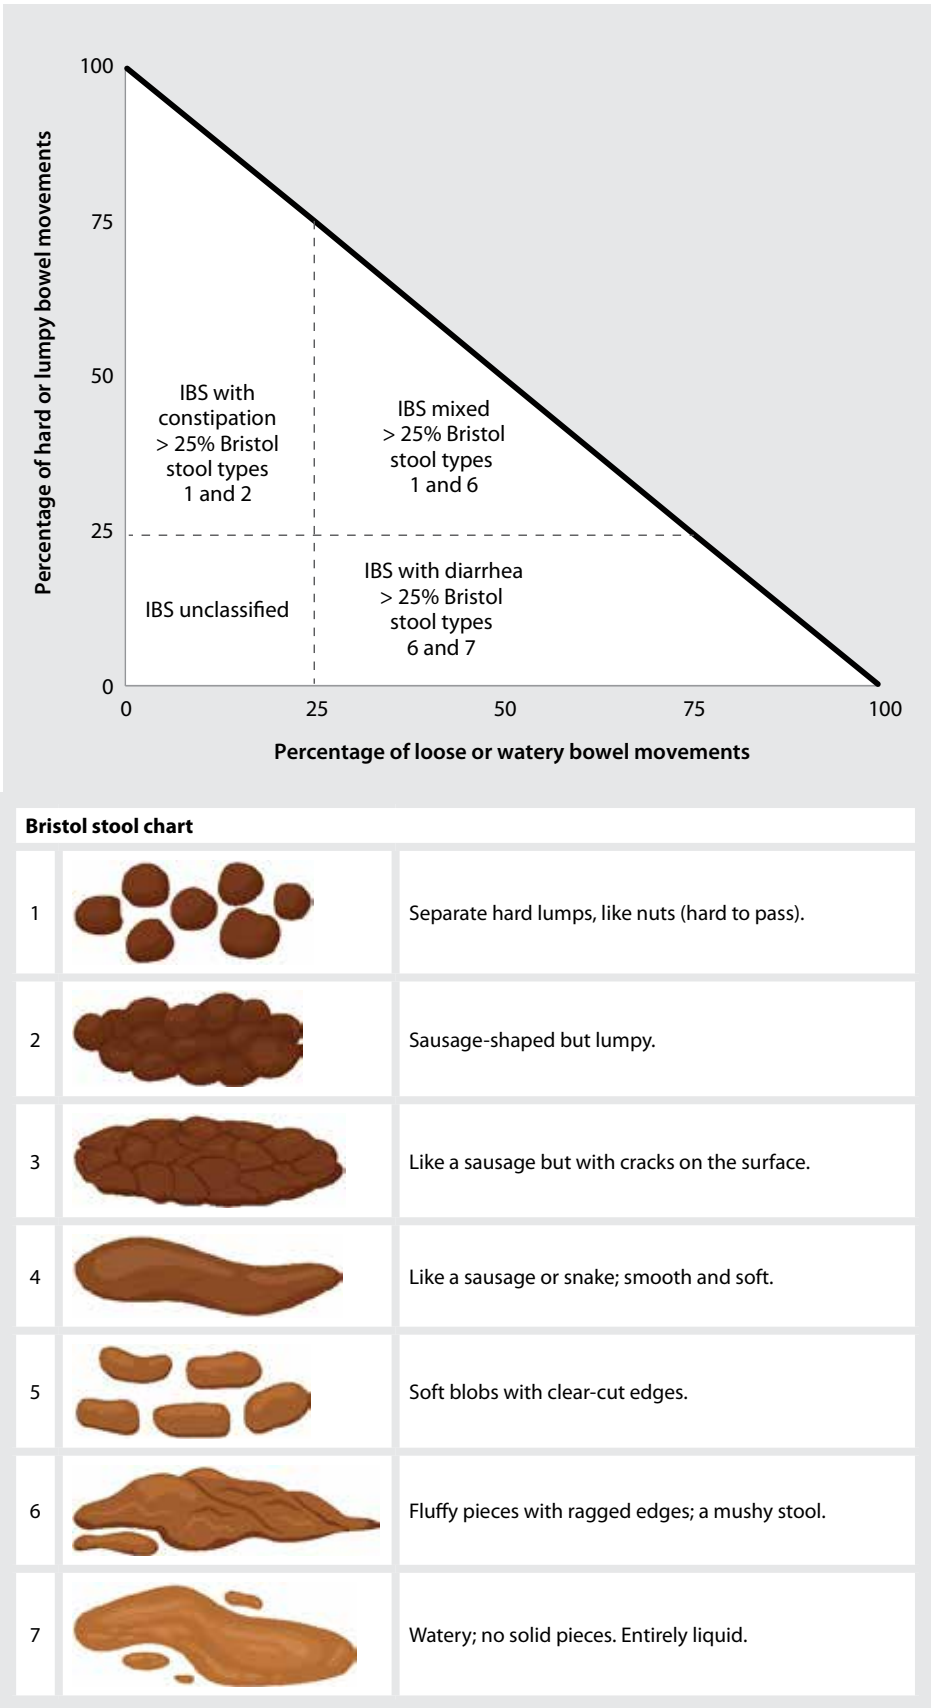 Percentage of hard or lumpy bowel movements
100
75
50
25
0
IBS with
constipation
> 25% Bristol
stool types
1 and 2
IBS mixed
> 25% Bristol
stool types
1 and 6
IBS unclassified
IBS with diarrhea
> 25% Bristol
stool types
6 and 7
0
25
50
75
100
Percentage of loose or watery bowel movements
Bristol stool chart
1
Separate hard lumps, like nuts (hard to pass).
2
Sausage-shaped but lumpy.
3
Like a sausage but with cracks on the surface.
4
Like a sausage or snake; smooth and soft.
5
Soft blobs with clear-cut edges.
6
Fluffy pieces with ragged edges; a mushy stool.
7
Watery; no solid pieces. Entirely liquid.